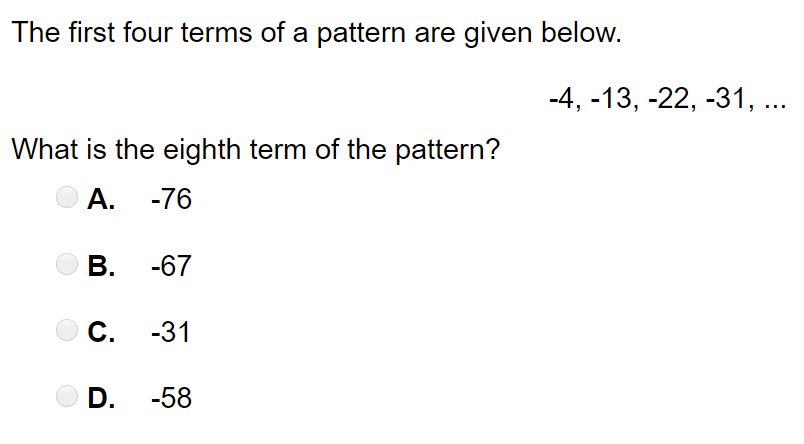 The first four terms of a pattern are given below.
-4, -13, -22, -31, ...
What is the eighth term of the pattern?
A. -76
B. -67
C. -31
D. -58